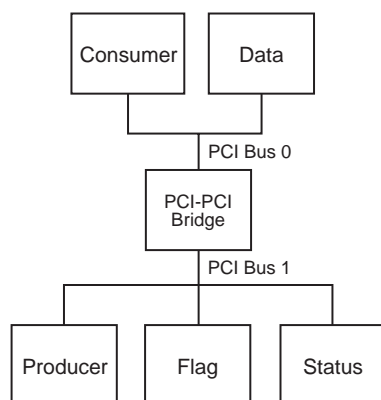 Consumer
Data
PCI Bus 0
PCI-PCI
Bridge
PCI Bus 1
Producer
Flag
Status